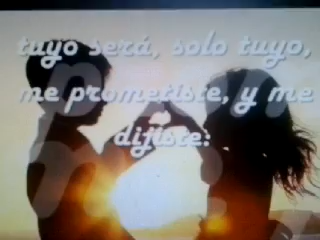 tuyo será, solo tuyo,
me prometiste, y me
dijiste: